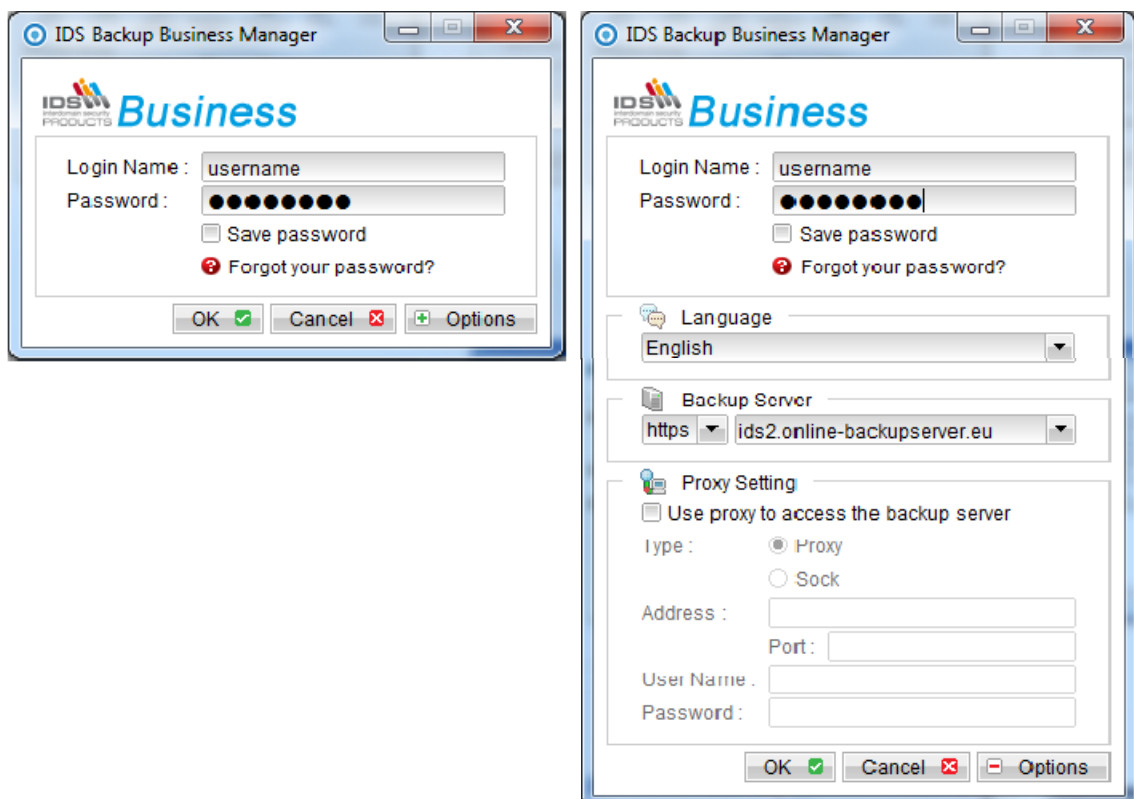 IDS Backup Business Manager
IDS
interdomain security
PRODUCTS
Business
Login Name : username
Password : ●●●●●●●●
Save password
Forgot your password?
OK Cancel Options
IDS Backup Business Manager
IDS
interdomain security
PRODUCTS
Business
Login Name : username
Password : ●●●●●●●●
Save password
Forgot your password?
Language
English
Backup Server
https ids2.online-backupserver.eu
Proxy Setting
Use proxy to access the backup server
Type : Proxy
Sock
Address :
Port :
User Name :
Password :
OK Cancel Options